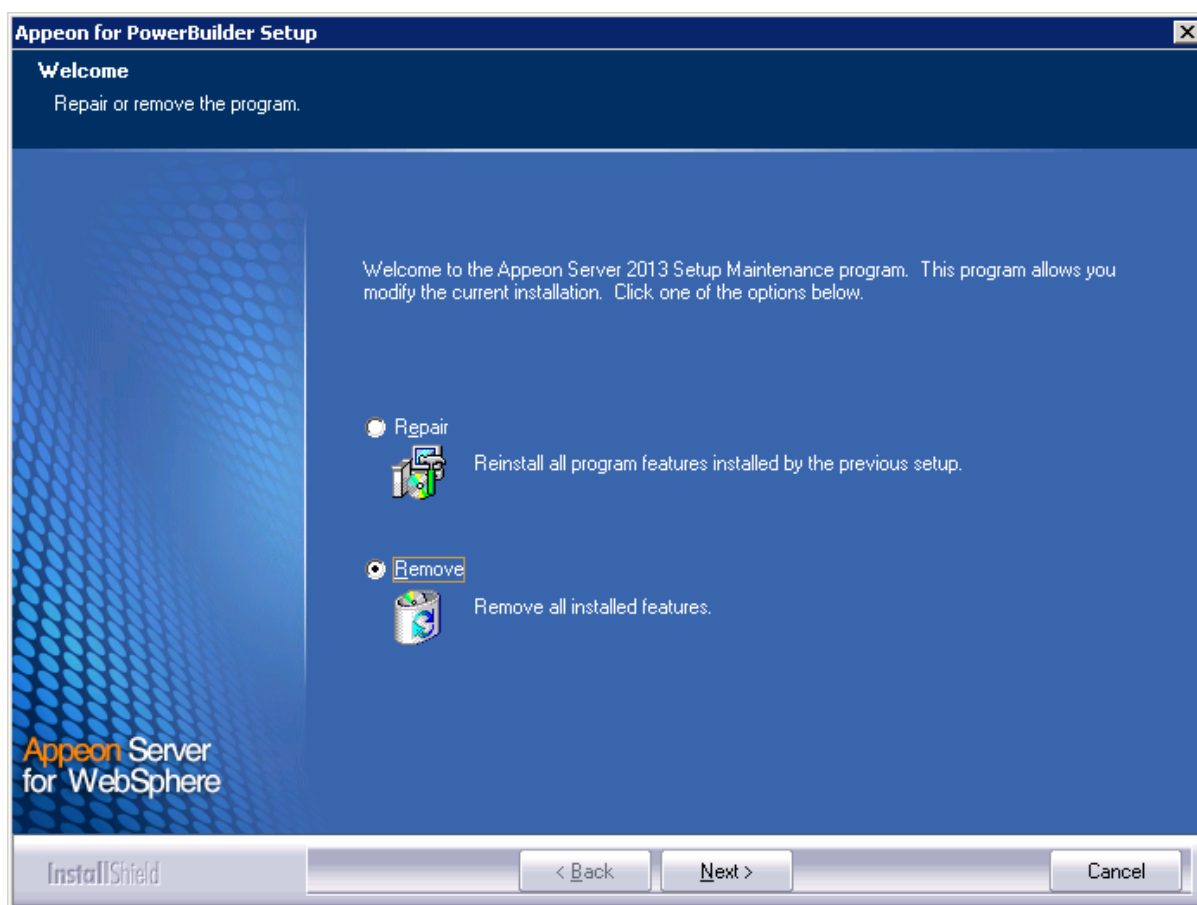 Appeon for PowerBuilder Setup
Welcome
Repair or remove the program.
Welcome to the Appeon Server 2013 Setup Maintenance program. This program allows you
modify the current installation. Click one of the options below.
Repair
Reinstall all program features installed by the previous setup.
Remove
Remove all installed features.
Appeon Server
for WebSphere
InstallShield
< Back
Next >
Cancel